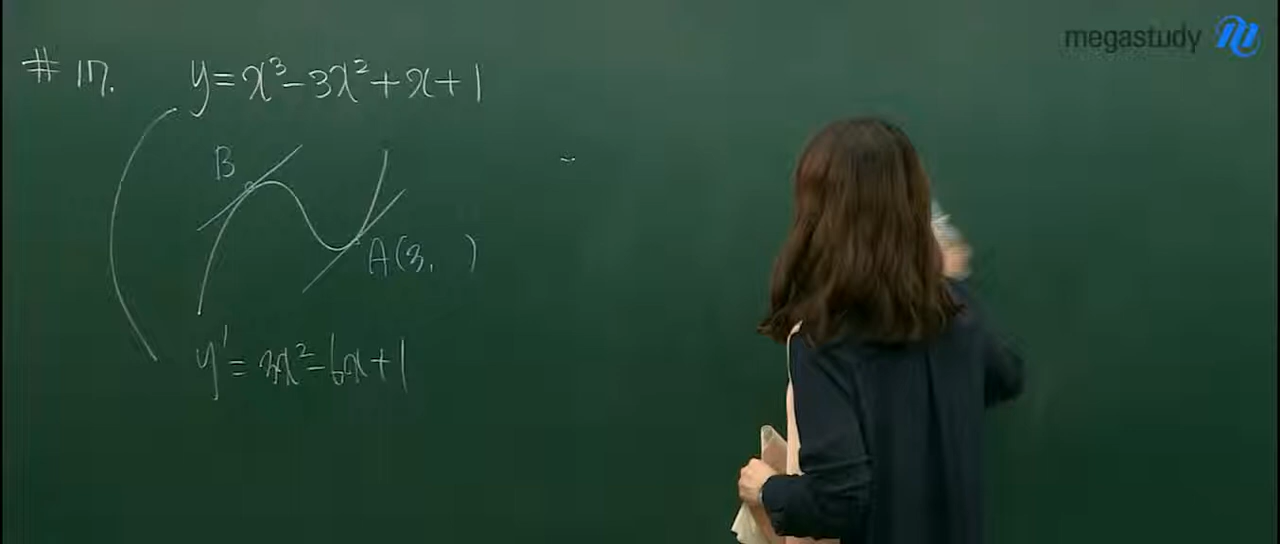 megastudy
# 17. y=x³-3x²+x+1
B
A(3, )
y'=3x²-6x+1